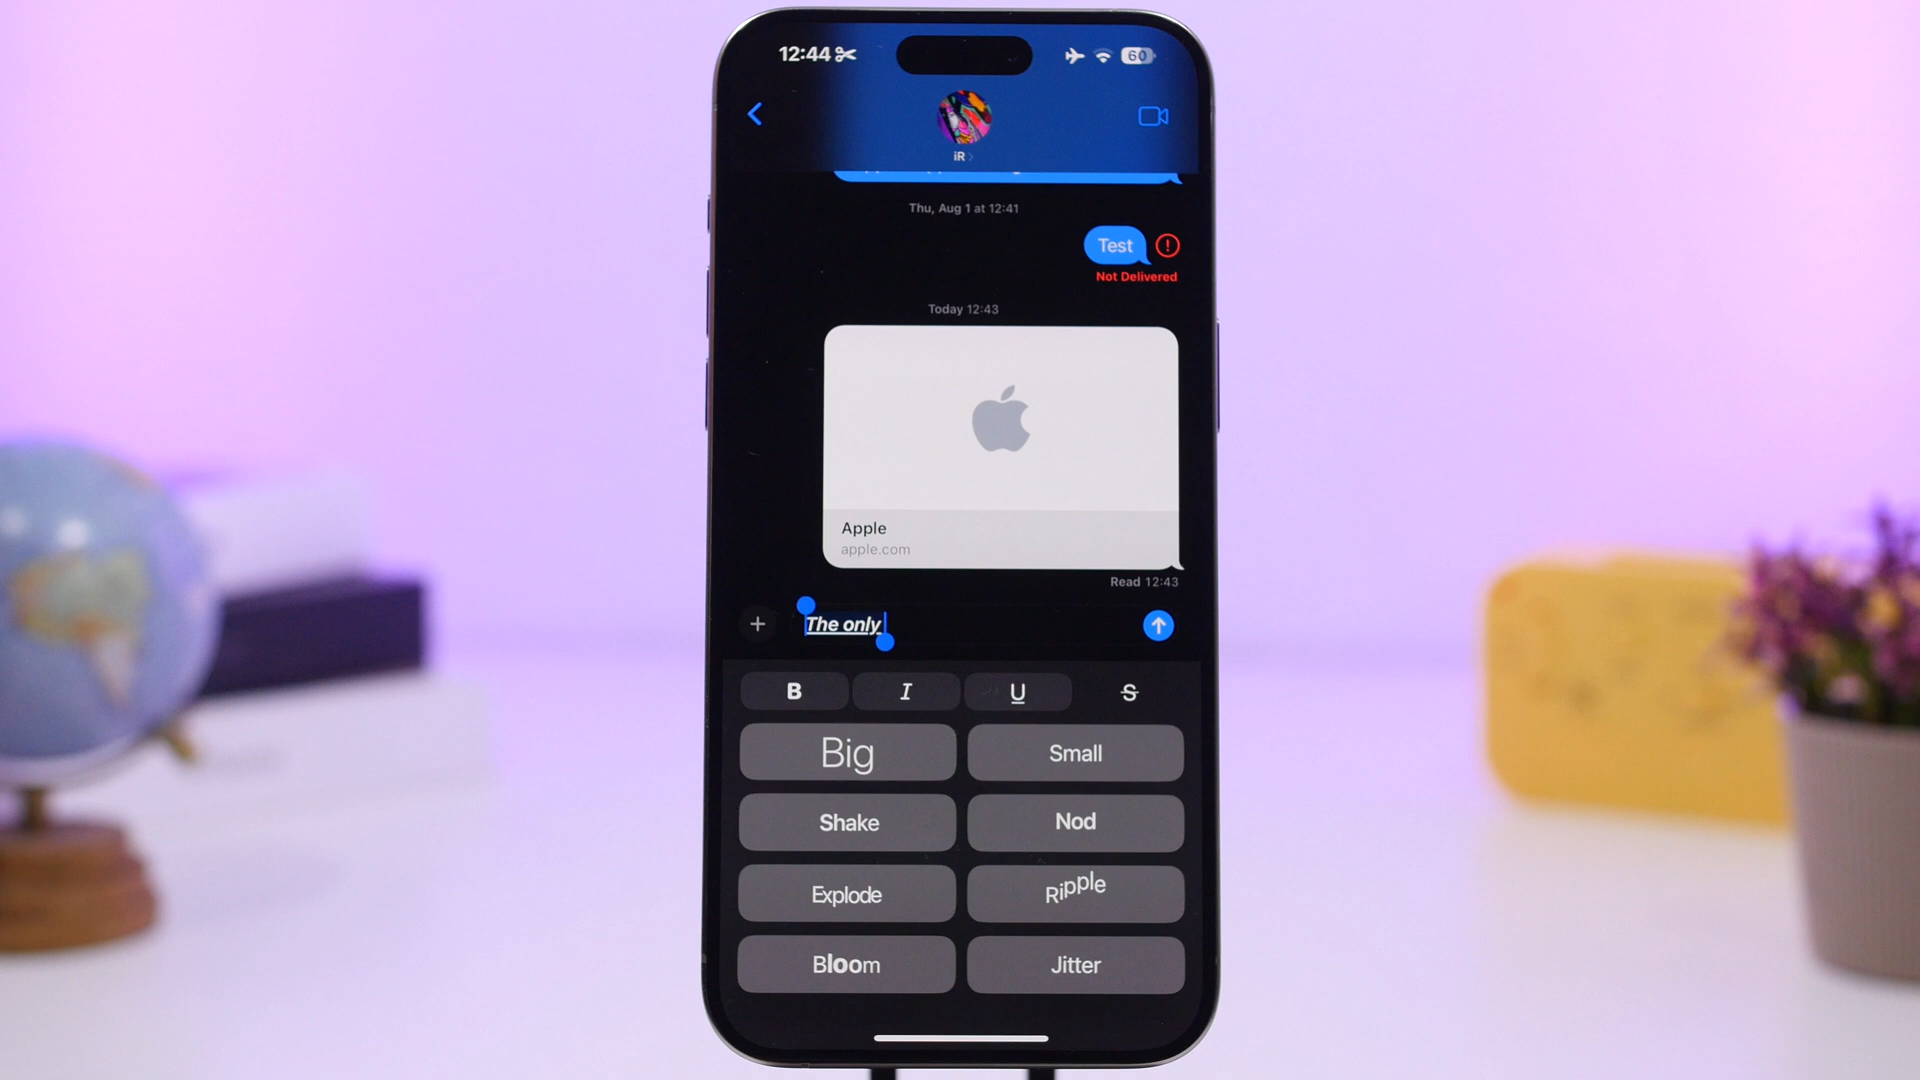 12:44
60
iR
Thu, Aug 1 at 12:41
Test
Not Delivered
Today 12:43
Apple
apple.com
Read 12:43
The only
B I U S
Big Small
Shake Nod
Explode Ripple
Bloom Jitter